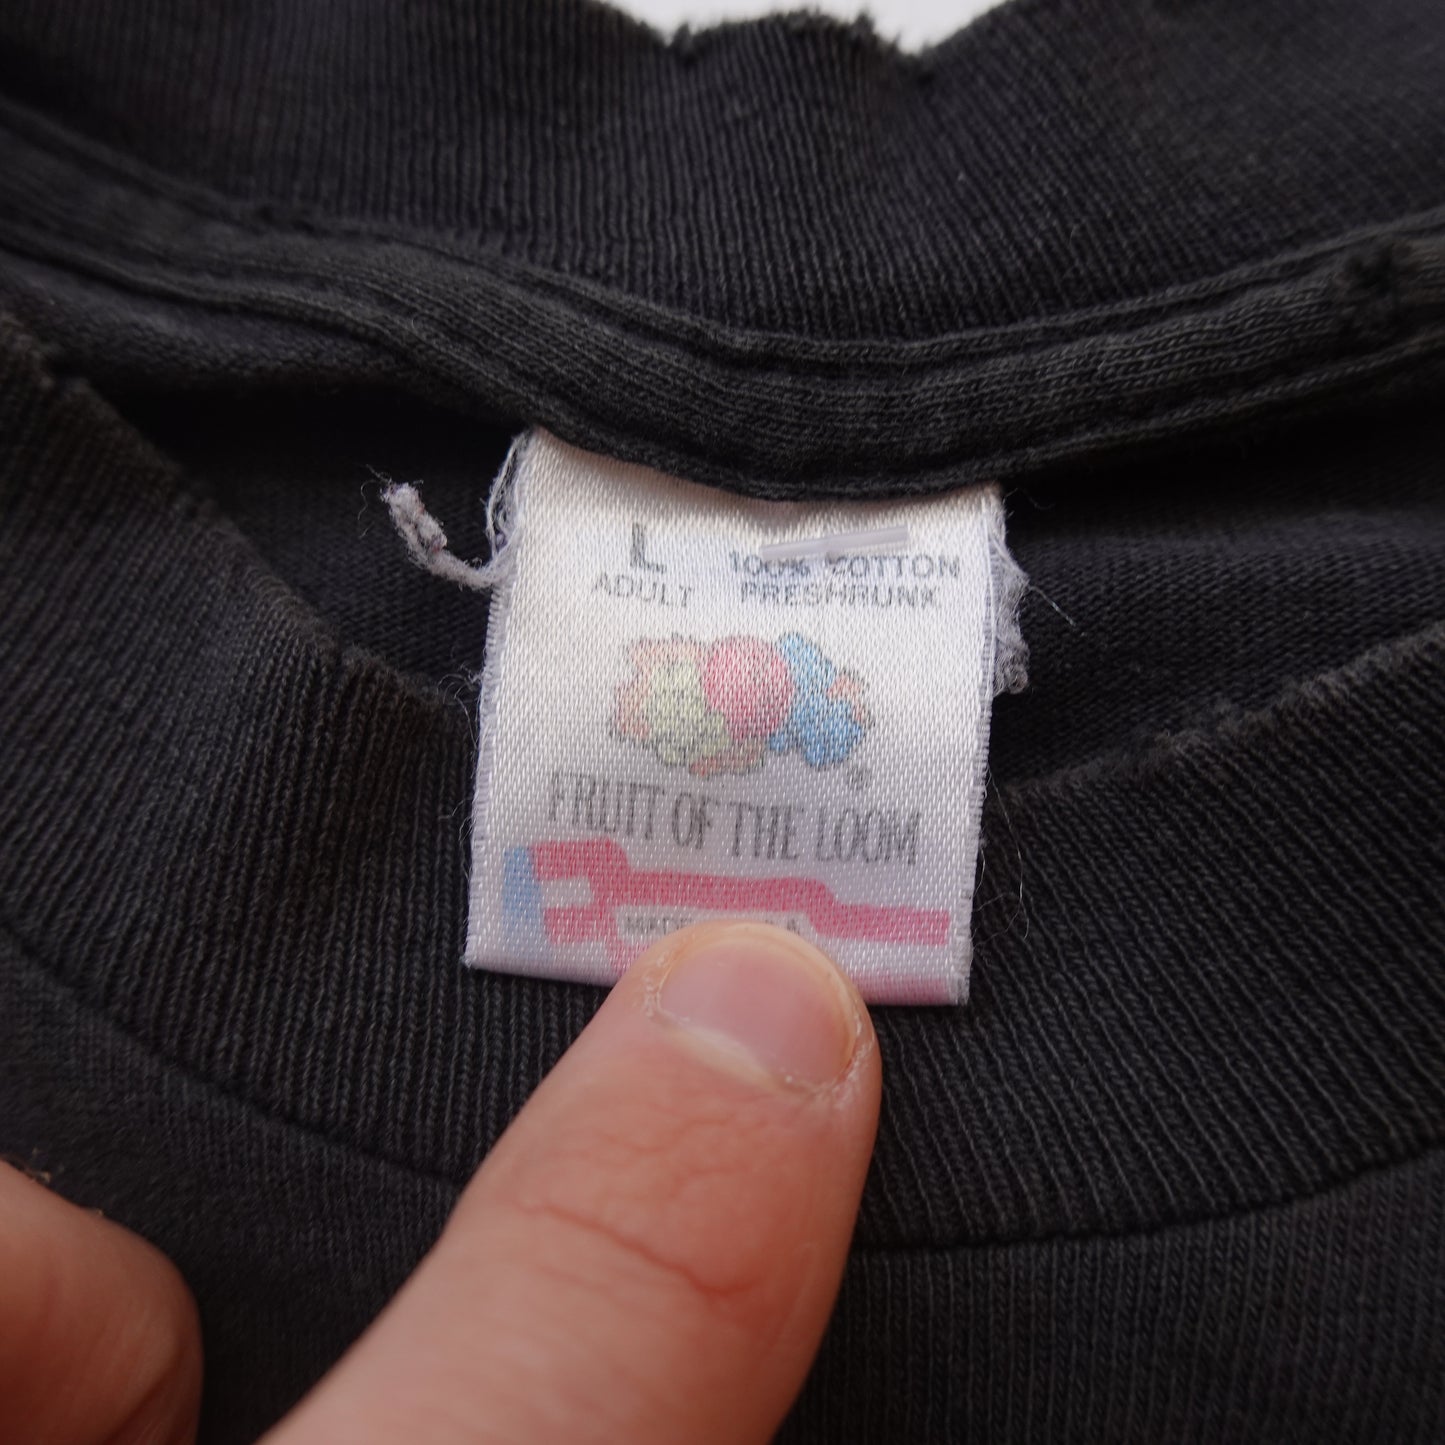 L
ADULT
100% COTTON
PRESHRUNK
®
FRUIT OF THE LOOM